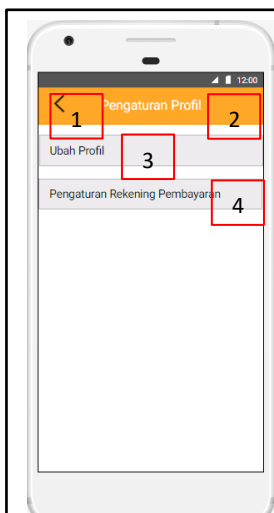 12:00
Pengaturan Profil
1
2
Ubah Profil
3
Pengaturan Rekening Pembayaran
4